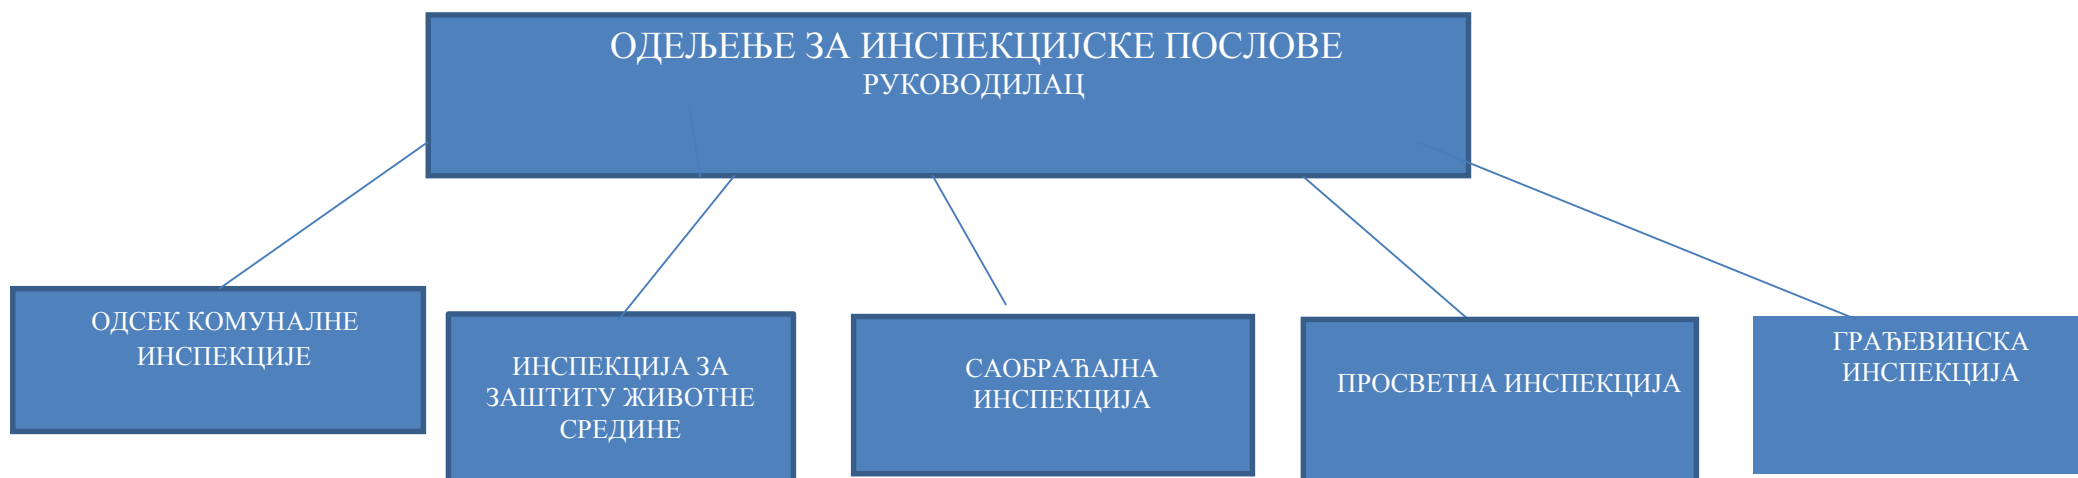 ОДЕЉЕЊЕ ЗА ИНСПЕКЦИЈСКЕ ПОСЛОВЕ
РУКОВОДИЛАЦ
ОДСЕК КОМУНАЛНЕ
ИНСПЕКЦИЈЕ
ИНСПЕКЦИЈА ЗА
ЗАШТИТУ ЖИВОТНЕ
СРЕДИНЕ
САОБРАЋАЈНА
ИНСПЕКЦИЈА
ПРОСВЕТНА ИНСПЕКЦИЈА
ГРАЂЕВИНСКА
ИНСПЕКЦИЈА